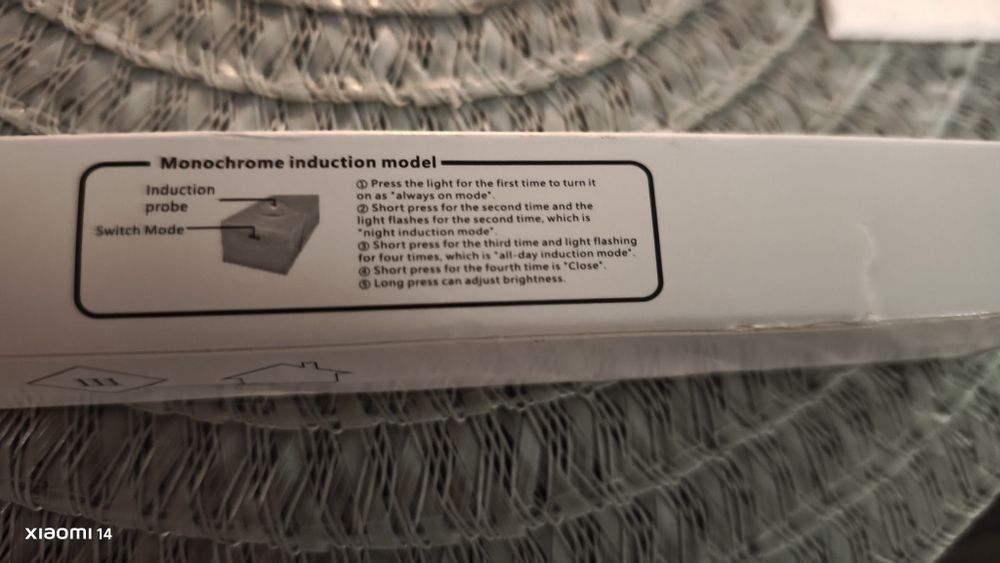 Monochrome induction model
Induction
probe
Switch Mode
① Press the light for the first time to turn it
on as "always on mode".
② Short press for the second time and the
light flashes for the second time, which is
"night induction mode".
③ Short press for the third time and light flashing
for four times, which is "all-day induction mode".
④ Short press for the fourth time is "Close".
⑤ Long press can adjust brightness.
III
XIAOMI 14